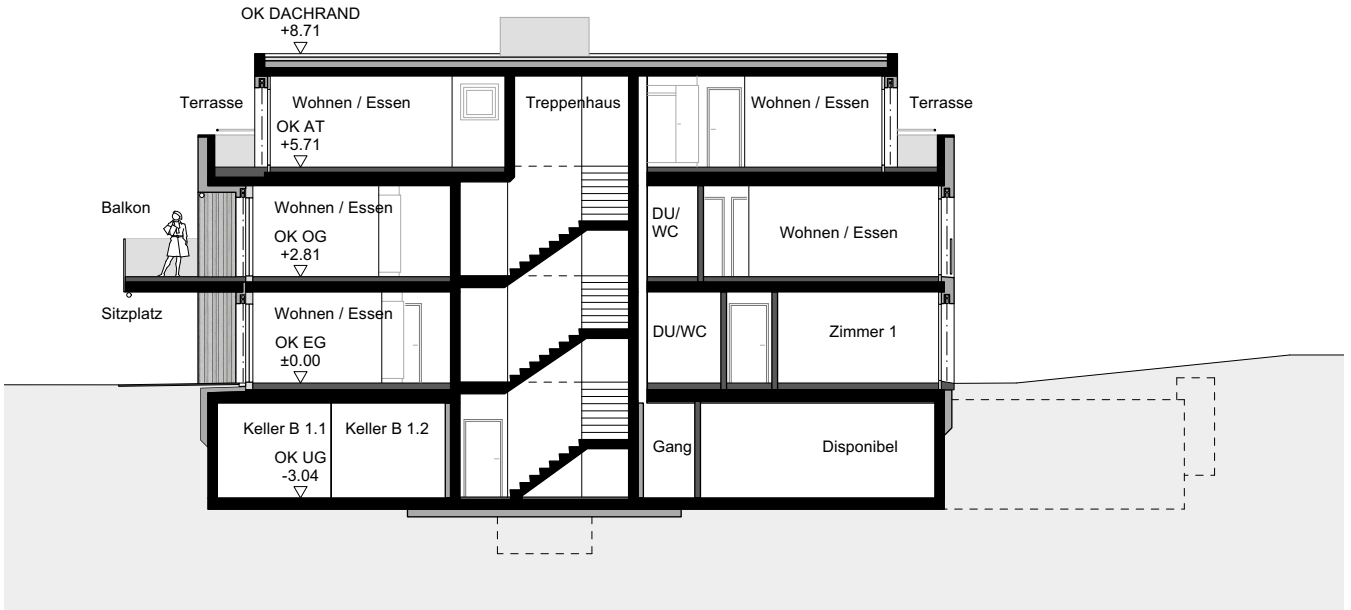 OK DACHRAND
+8.71
Terrasse
Wohnen / Essen
Treppenhaus
Wohnen / Essen
Terrasse
OK AT
+5.71
Balkon
Wohnen / Essen
OK OG
+2.81
DU/
WC
Wohnen / Essen
Sitzplatz
Wohnen / Essen
OK EG
±0.00
DU/WC
Zimmer 1
Keller B 1.1
Keller B 1.2
OK UG
-3.04
Gang
Disponibel